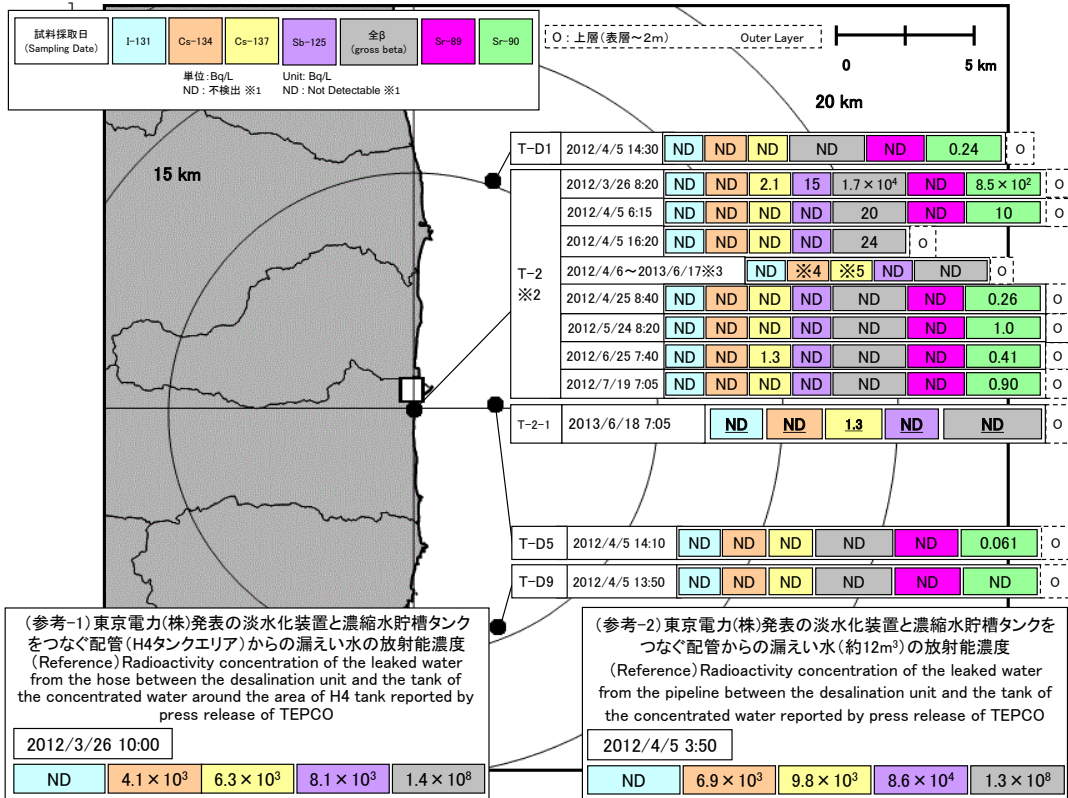 試料採取日
(Sampling Date)
I-131
Cs-134
Cs-137
Sb-125
全β
(gross beta)
Sr-89
Sr-90
単位:Bq/L
Unit: Bq/L
ND : 不検出 ※1
ND : Not Detectable ※1
O : 上層(表層～2m)
Outer Layer
0
5 km
20 km
15 km
T-D1 2012/4/5 14:30 ND ND ND ND ND 0.24 O
T-2
※2
2012/3/26 8:20 ND ND 2.1 15 1.7×10⁴ ND 8.5×10² O
2012/4/5 6:15 ND ND ND ND 20 ND 10 O
2012/4/5 16:20 ND ND ND ND 24 O
2012/4/6～2013/6/17※3 ND ※4 ※5 ND ND O
2012/4/25 8:40 ND ND ND ND ND ND 0.26 O
2012/5/24 8:20 ND ND ND ND ND ND 1.0 O
2012/6/25 7:40 ND ND 1.3 ND ND ND 0.41 O
2012/7/19 7:05 ND ND ND ND ND ND 0.90 O
T-2-1 2013/6/18 7:05 ND ND 1.3 ND ND O
T-D5 2012/4/5 14:10 ND ND ND ND ND 0.061 O
T-D9 2012/4/5 13:50 ND ND ND ND ND ND O
(参考-1)東京電力(株)発表の淡水化装置と濃縮水貯槽タンク
をつなぐ配管(H4タンクエリア)からの漏えい水の放射能濃度
(Reference) Radioactivity concentration of the leaked water
from the hose between the desalination unit and the tank of
the concentrated water around the area of H4 tank reported by
press release of TEPCO
2012/3/26 10:00
ND 4.1×10³ 6.3×10³ 8.1×10³ 1.4×10⁸
(参考-2)東京電力(株)発表の淡水化装置と濃縮水貯槽タンクを
つなぐ配管からの漏えい水(約12m³)の放射能濃度
(Reference) Radioactivity concentration of the leaked water
from the pipeline between the desalination unit and the tank of
the concentrated water reported by press release of TEPCO
2012/4/5 3:50
ND 6.9×10³ 9.8×10³ 8.6×10⁴ 1.3×10⁸